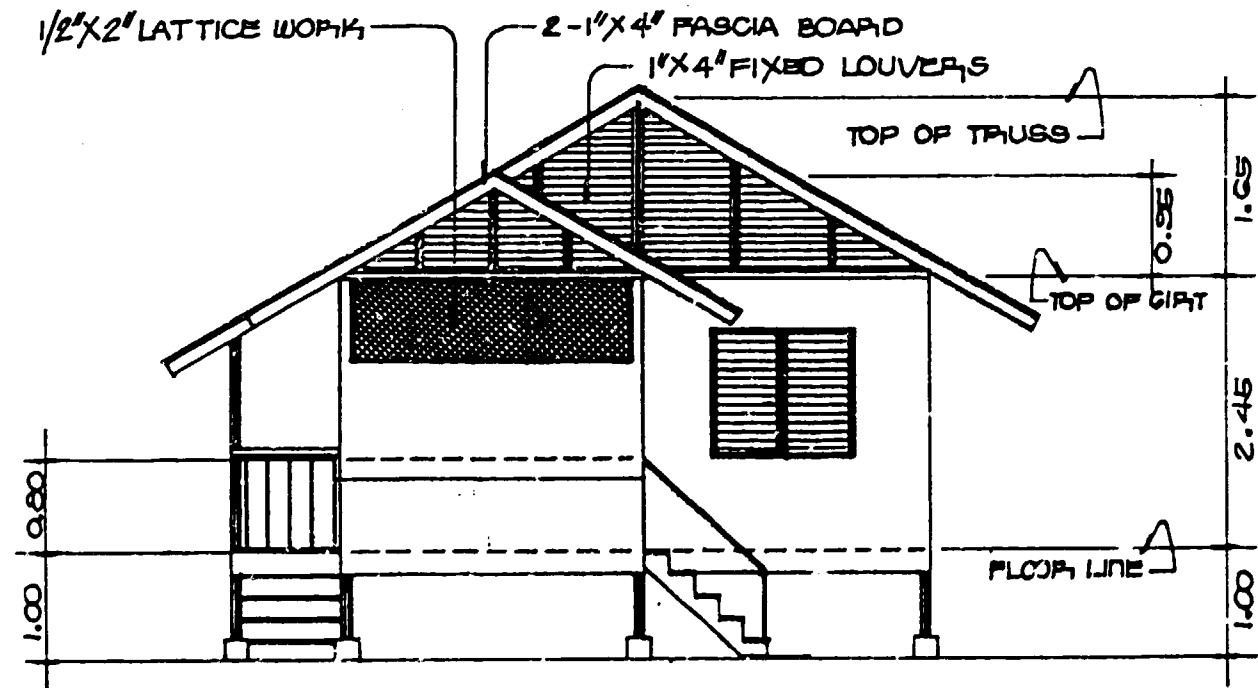 1/2"X2" LATTICE WORK
2-1"X4" FASCIA BOARD
1"X4" FIXED LOUVERS
TOP OF TRUSS
1.65
0.95
TOP OF GIRT
2.45
0.80
FLOOR LINE
1.00
1.00